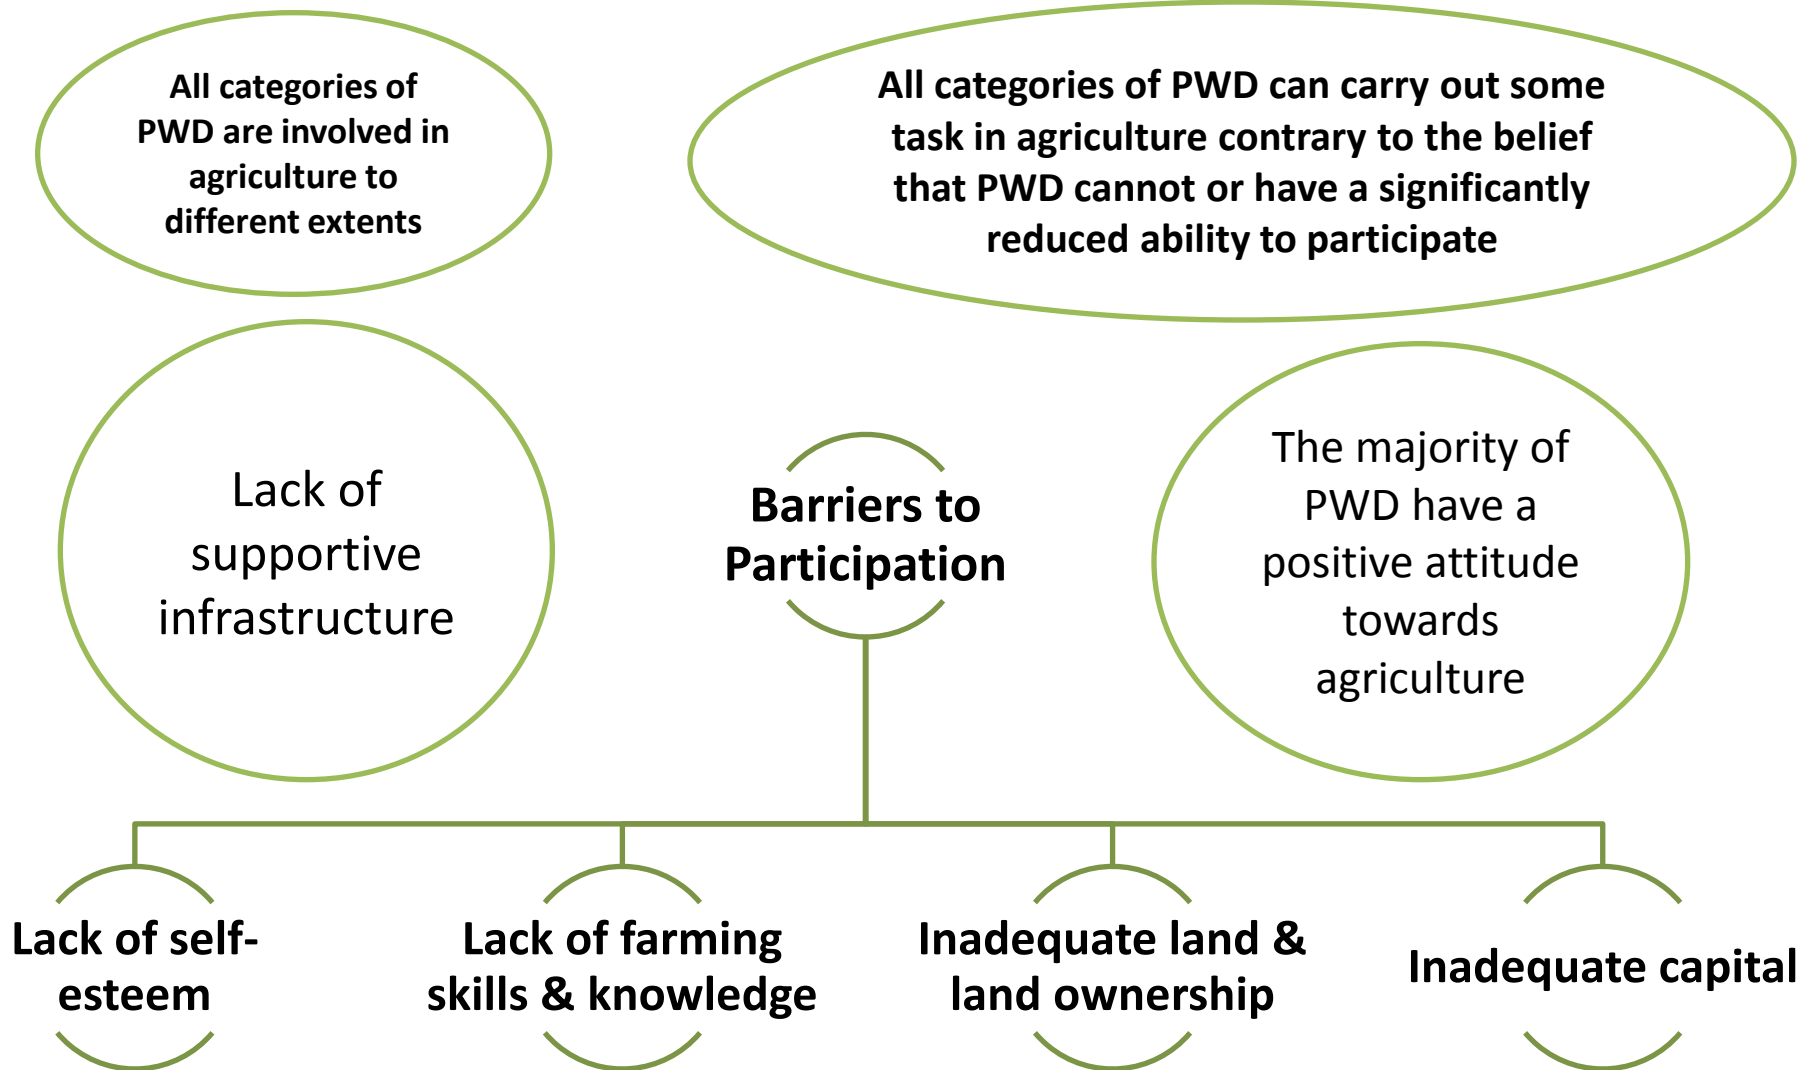 All categories of
PWD are involved in
agriculture to
different extents
All categories of PWD can carry out some
task in agriculture contrary to the belief
that PWD cannot or have a significantly
reduced ability to participate
Lack of
supportive
infrastructure
Barriers to
Participation
The majority of
PWD have a
positive attitude
towards
agriculture
Lack of self-
esteem
Lack of farming
skills & knowledge
Inadequate land &
land ownership
Inadequate capital